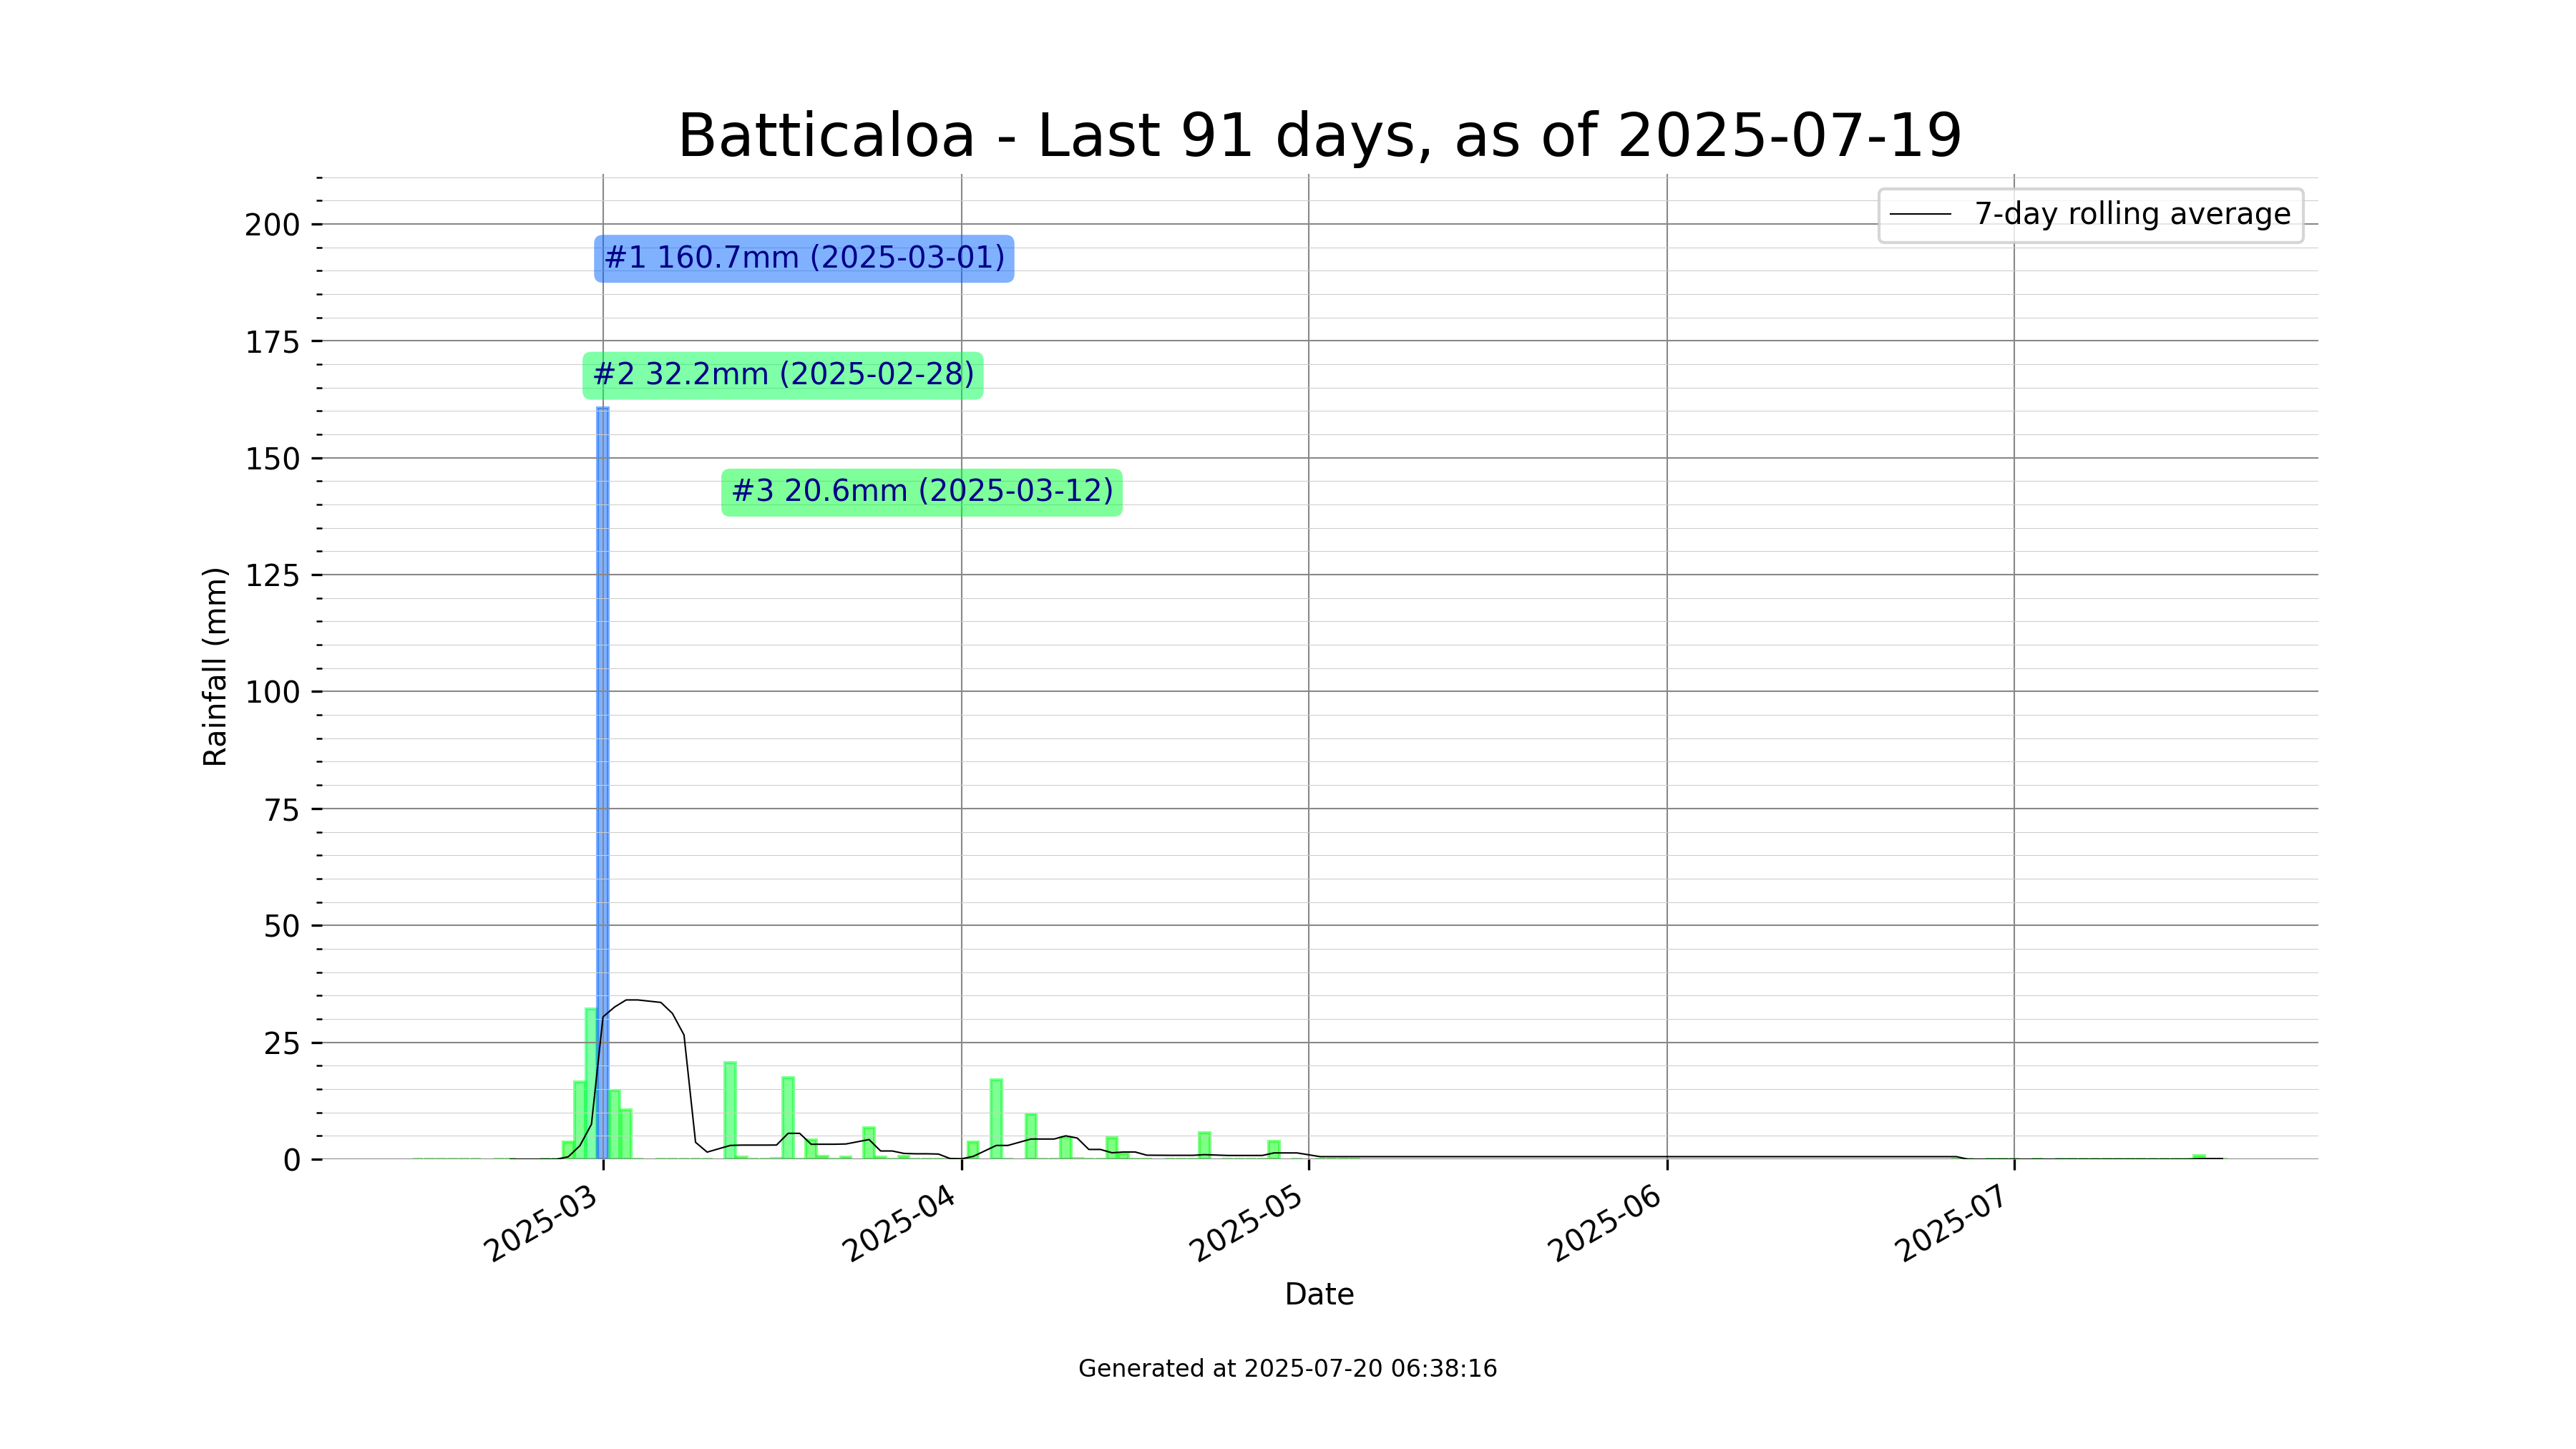 Batticaloa - Last 91 days, as of 2025-07-19
7-day rolling average
#1 160.7mm (2025-03-01)
#2 32.2mm (2025-02-28)
#3 20.6mm (2025-03-12)
Rainfall (mm)
200
175
150
125
100
75
50
25
0
2025-03
2025-04
2025-05
2025-06
2025-07
Date
Generated at 2025-07-20 06:38:16